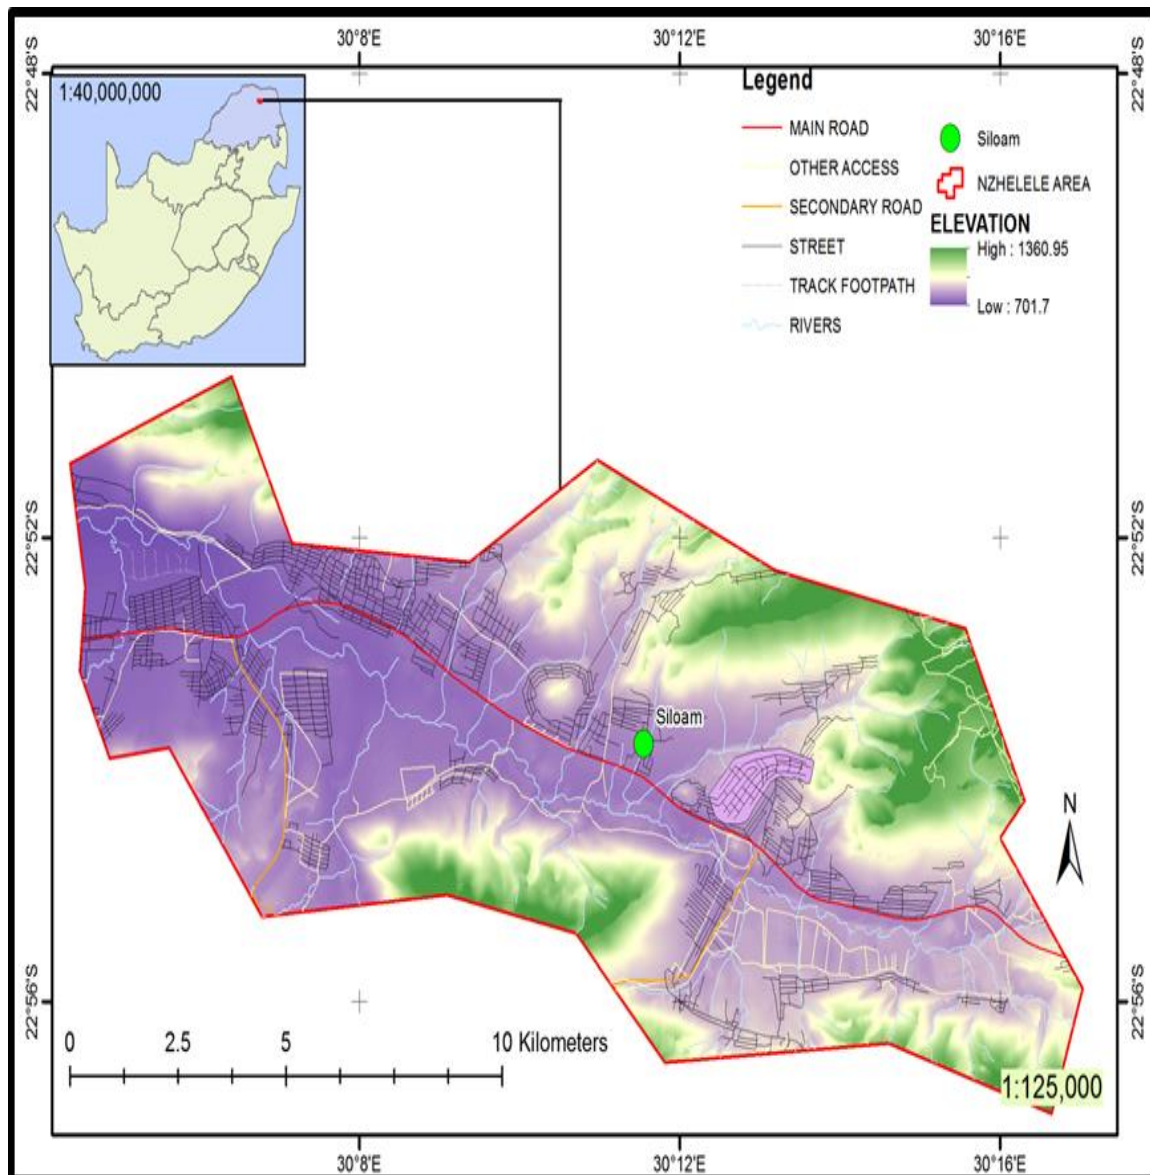 30°8'E
30°12'E
30°16'E
22°48'S
22°48'S
1:40,000,000
Legend
MAIN ROAD
OTHER ACCESS
SECONDARY ROAD
STREET
TRACK FOOTPATH
RIVERS
Siloam
NZHELELE AREA
ELEVATION
High : 1360.95
Low : 701.7
22°52'S
22°52'S
Siloam
N
22°56'S
22°56'S
0 2.5 5 10 Kilometers
1:125,000
30°8'E
30°12'E
30°16'E